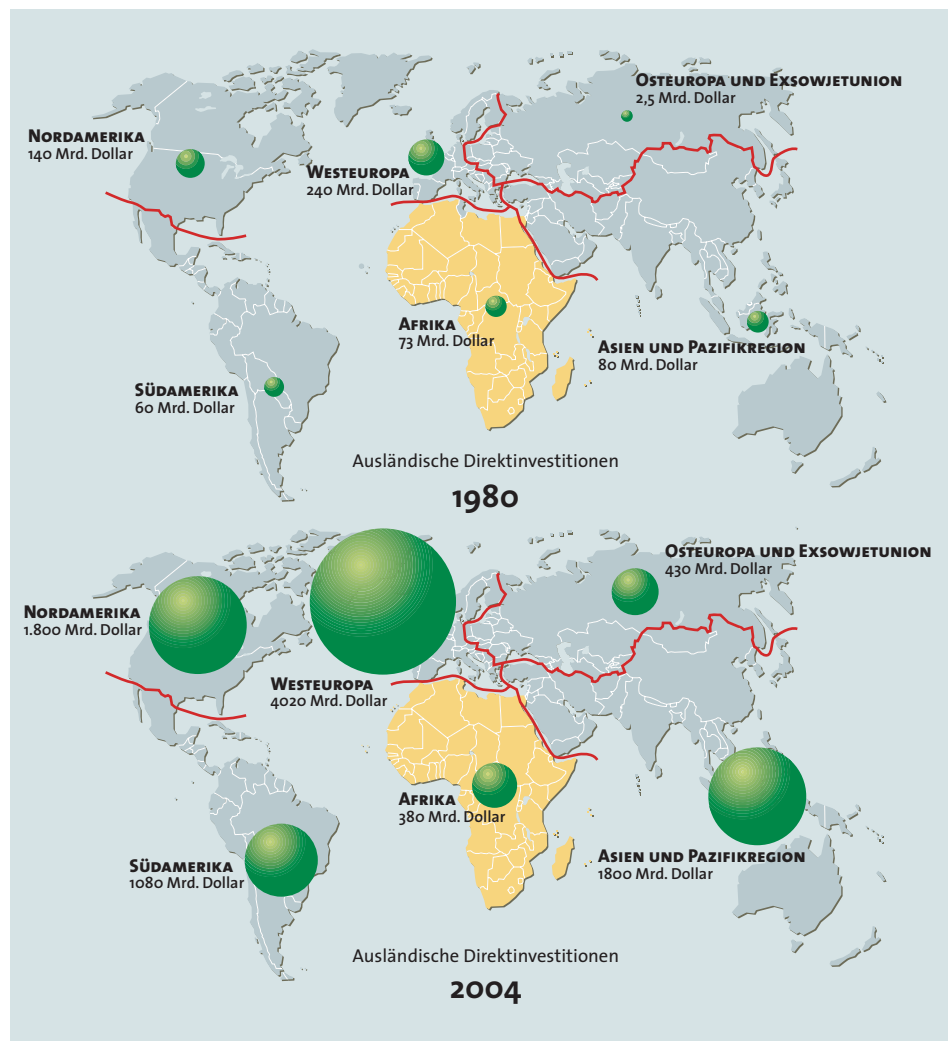 OSTEUROPA UND EXSOWJETUNION
2,5 Mrd. Dollar
NORDAMERIKA
140 Mrd. Dollar
WESTEUROPA
240 Mrd. Dollar
AFRIKA
73 Mrd. Dollar
ASIEN UND PAZIFIKREGION
80 Mrd. Dollar
SÜDAMERIKA
60 Mrd. Dollar
Ausländische Direktinvestitionen
1980
OSTEUROPA UND EXSOWJETUNION
430 Mrd. Dollar
NORDAMERIKA
1.800 Mrd. Dollar
WESTEUROPA
4020 Mrd. Dollar
AFRIKA
380 Mrd. Dollar
ASIEN UND PAZIFIKREGION
1800 Mrd. Dollar
SÜDAMERIKA
1080 Mrd. Dollar
Ausländische Direktinvestitionen
2004